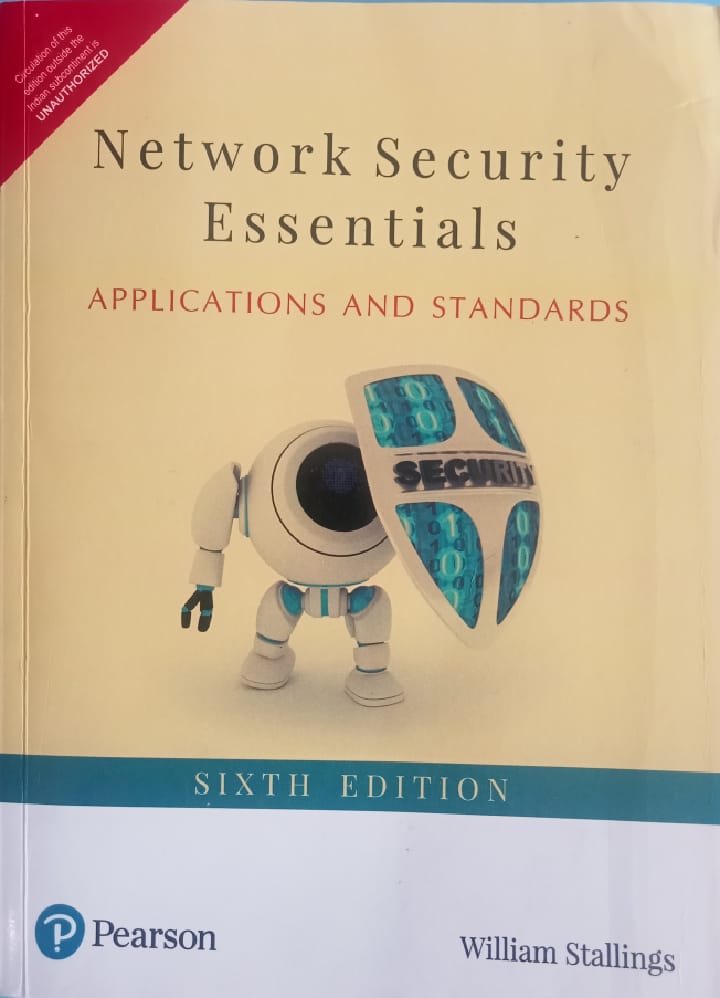 Circulation of this
edition outside the
Indian subcontinent is
UNAUTHORIZED
Network Security
Essentials
APPLICATIONS AND STANDARDS
SECURITY
SIXTH EDITION
Pearson
William Stallings